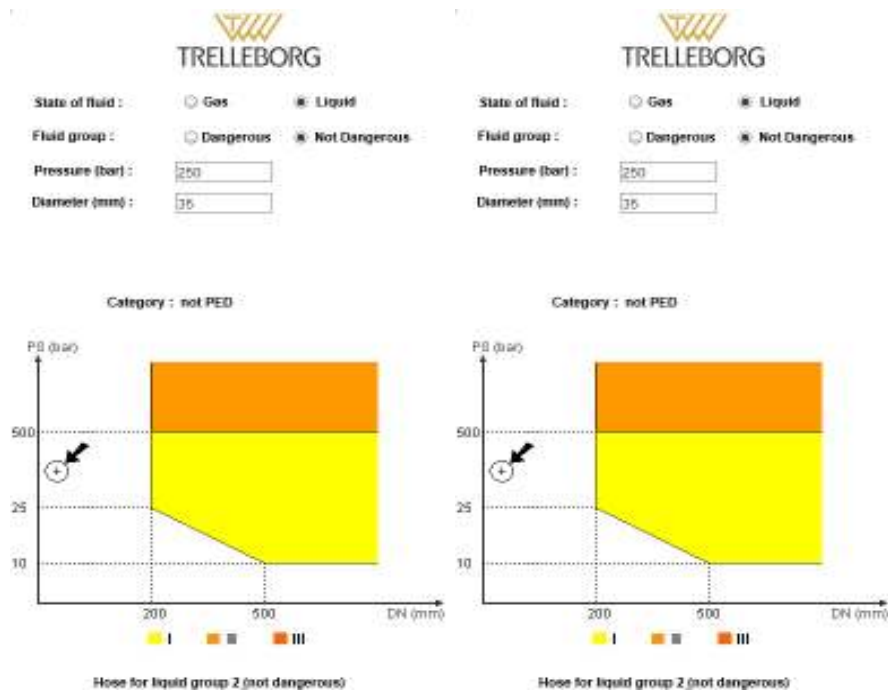 TRELLEBORG
State of fluid : Gas Liquid
Fluid group : Dangerous Not Dangerous
Pressure (bar) : 250
Diameter (mm) : 35
Category : not PED
PS (bar)
500
25
10
200 500 DN (mm)
I II III
Hose for liquid group 2 (not dangerous)
TRELLEBORG
State of fluid : Gas Liquid
Fluid group : Dangerous Not Dangerous
Pressure (bar) : 250
Diameter (mm) : 35
Category : not PED
PS (bar)
500
25
10
200 500 DN (mm)
I II III
Hose for liquid group 2 (not dangerous)